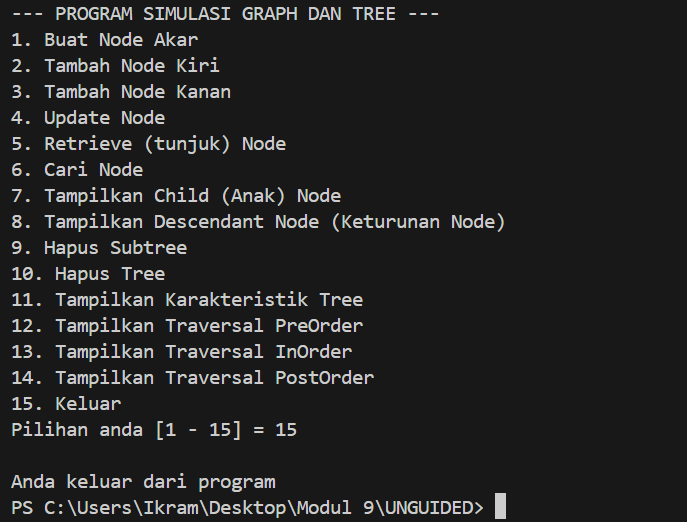 --- PROGRAM SIMULASI GRAPH DAN TREE ---
1. Buat Node Akar
2. Tambah Node Kiri
3. Tambah Node Kanan
4. Update Node
5. Retrieve (tunjuk) Node
6. Cari Node
7. Tampilkan Child (Anak) Node
8. Tampilkan Descendant Node (Keturunan Node)
9. Hapus Subtree
10. Hapus Tree
11. Tampilkan Karakteristik Tree
12. Tampilkan Traversal PreOrder
13. Tampilkan Traversal InOrder
14. Tampilkan Traversal PostOrder
15. Keluar
Pilihan anda [1 - 15] = 15
Anda keluar dari program
PS C:\Users\Ikram\Desktop\Modul 9\UNGUIDED>